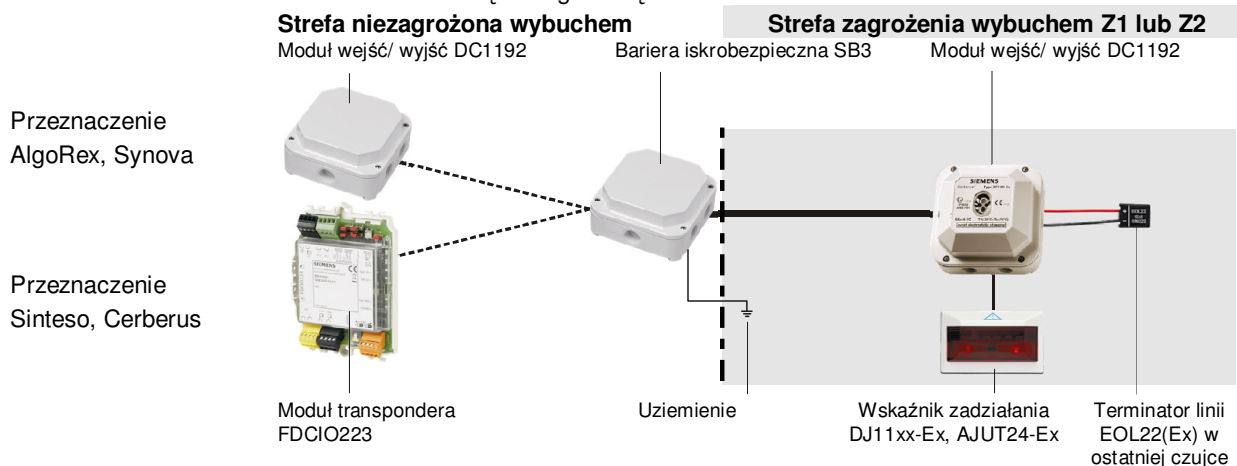 Strefa niezagrożona wybuchem
Strefa zagrożenia wybuchem Z1 lub Z2
Moduł wejść/ wyjść DC1192
Bariera iskrobezpieczna SB3
Moduł wejść/ wyjść DC1192
Przeznaczenie
AlgoRex, Synova
SIEMENS
EOL22
SIEMENS
Przeznaczenie
Sinteso, Cerberus
Moduł transpondera
FDCIO223
Uziemienie
Wskaźnik zadziałania
DJ11xx-Ex, AJUT24-Ex
Terminator linii
EOL22(Ex) w
ostatniej czujce